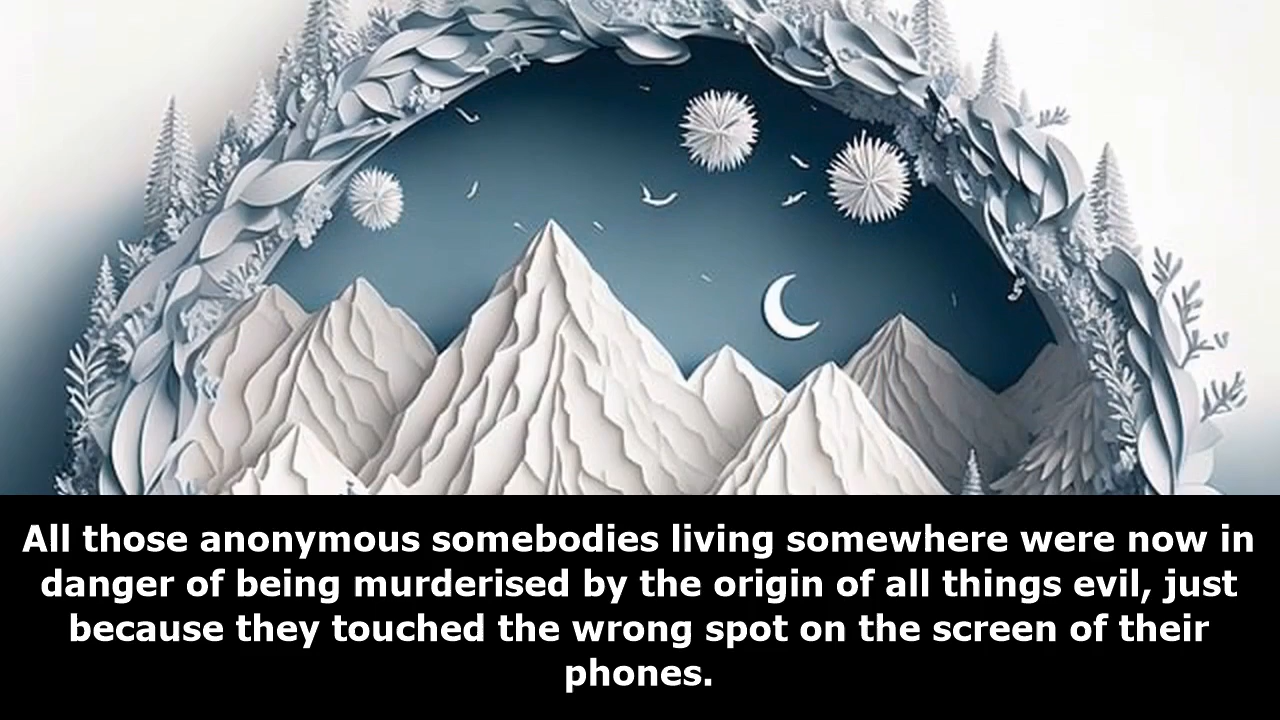 All those anonymous somebodies living somewhere were now in
danger of being murderised by the origin of all things evil, just
because they touched the wrong spot on the screen of their
phones.